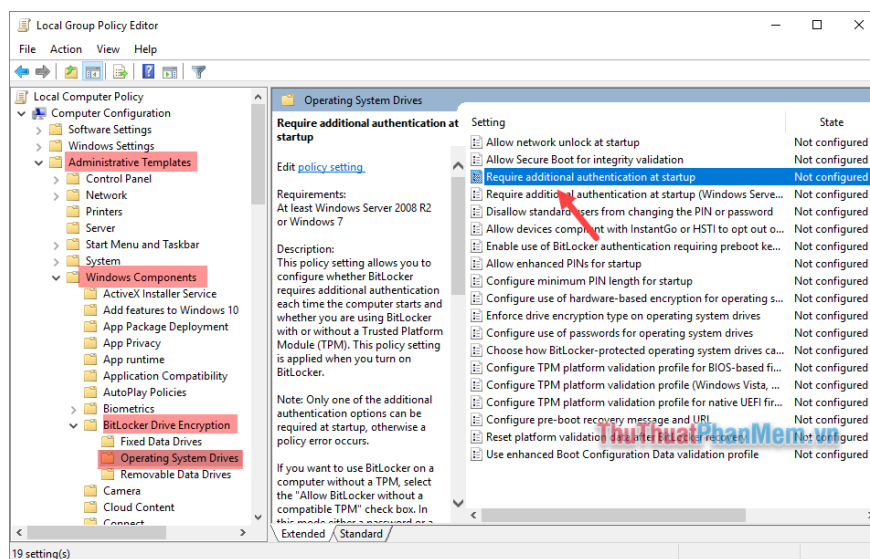 Local Group Policy Editor
File Action View Help
Local Computer Policy
Computer Configuration
Software Settings
Windows Settings
Administrative Templates
Control Panel
Network
Printers
Server
Start Menu and Taskbar
System
Windows Components
ActiveX Installer Service
Add features to Windows 10
App Package Deployment
App Privacy
App runtime
Application Compatibility
AutoPlay Policies
Biometrics
BitLocker Drive Encryption
Fixed Data Drives
Operating System Drives
Removable Data Drives
Camera
Cloud Content
Connect
Operating System Drives
Require additional authentication at
startup
Edit policy setting
Requirements:
At least Windows Server 2008 R2
or Windows 7
Description:
This policy setting allows you to
configure whether BitLocker
requires additional authentication
each time the computer starts and
whether you are using BitLocker
with or without a Trusted Platform
Module (TPM). This policy setting
is applied when you turn on
BitLocker.
Note: Only one of the additional
authentication options can be
required at startup, otherwise a
policy error occurs.
If you want to use BitLocker on a
computer without a TPM, select
the "Allow BitLocker without a
compatible TPM" check box. In
this mode either a password or a
Setting State
Allow network unlock at startup Not configured
Allow Secure Boot for integrity validation Not configured
Require additional authentication at startup Not configured
Require additional authentication at startup (Windows Serve... Not configured
Disallow standard users from changing the PIN or password Not configured
Allow devices compliant with InstantGo or HSTI to opt out o... Not configured
Enable use of BitLocker authentication requiring preboot ke... Not configured
Allow enhanced PINs for startup Not configured
Configure minimum PIN length for startup Not configured
Configure use of hardware-based encryption for operating s... Not configured
Enforce drive encryption type on operating system drives Not configured
Configure use of passwords for operating system drives Not configured
Choose how BitLocker-protected operating system drives ca... Not configured
Configure TPM platform validation profile for BIOS-based fi... Not configured
Configure TPM platform validation profile (Windows Vista, ... Not configured
Configure TPM platform validation profile for native UEFI fir... Not configured
Configure pre-boot recovery message and URL Not configured
Reset platform validation data after BitLocker recovery Not configured
Use enhanced Boot Configuration Data validation profile Not configured
ThuThuatPhanMem.vn
Extended Standard
19 setting(s)